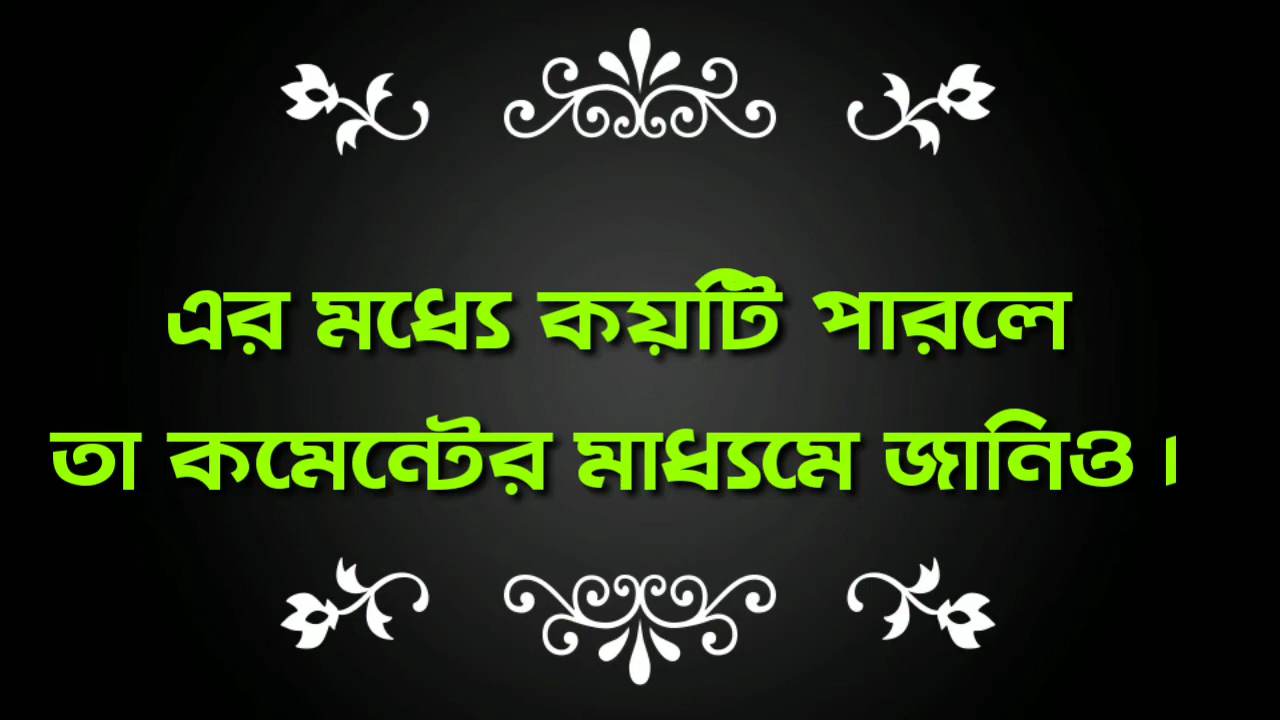 এর মধ্যে কয়টি পারলে
তা কমেন্টের মাধ্যমে জানিও।